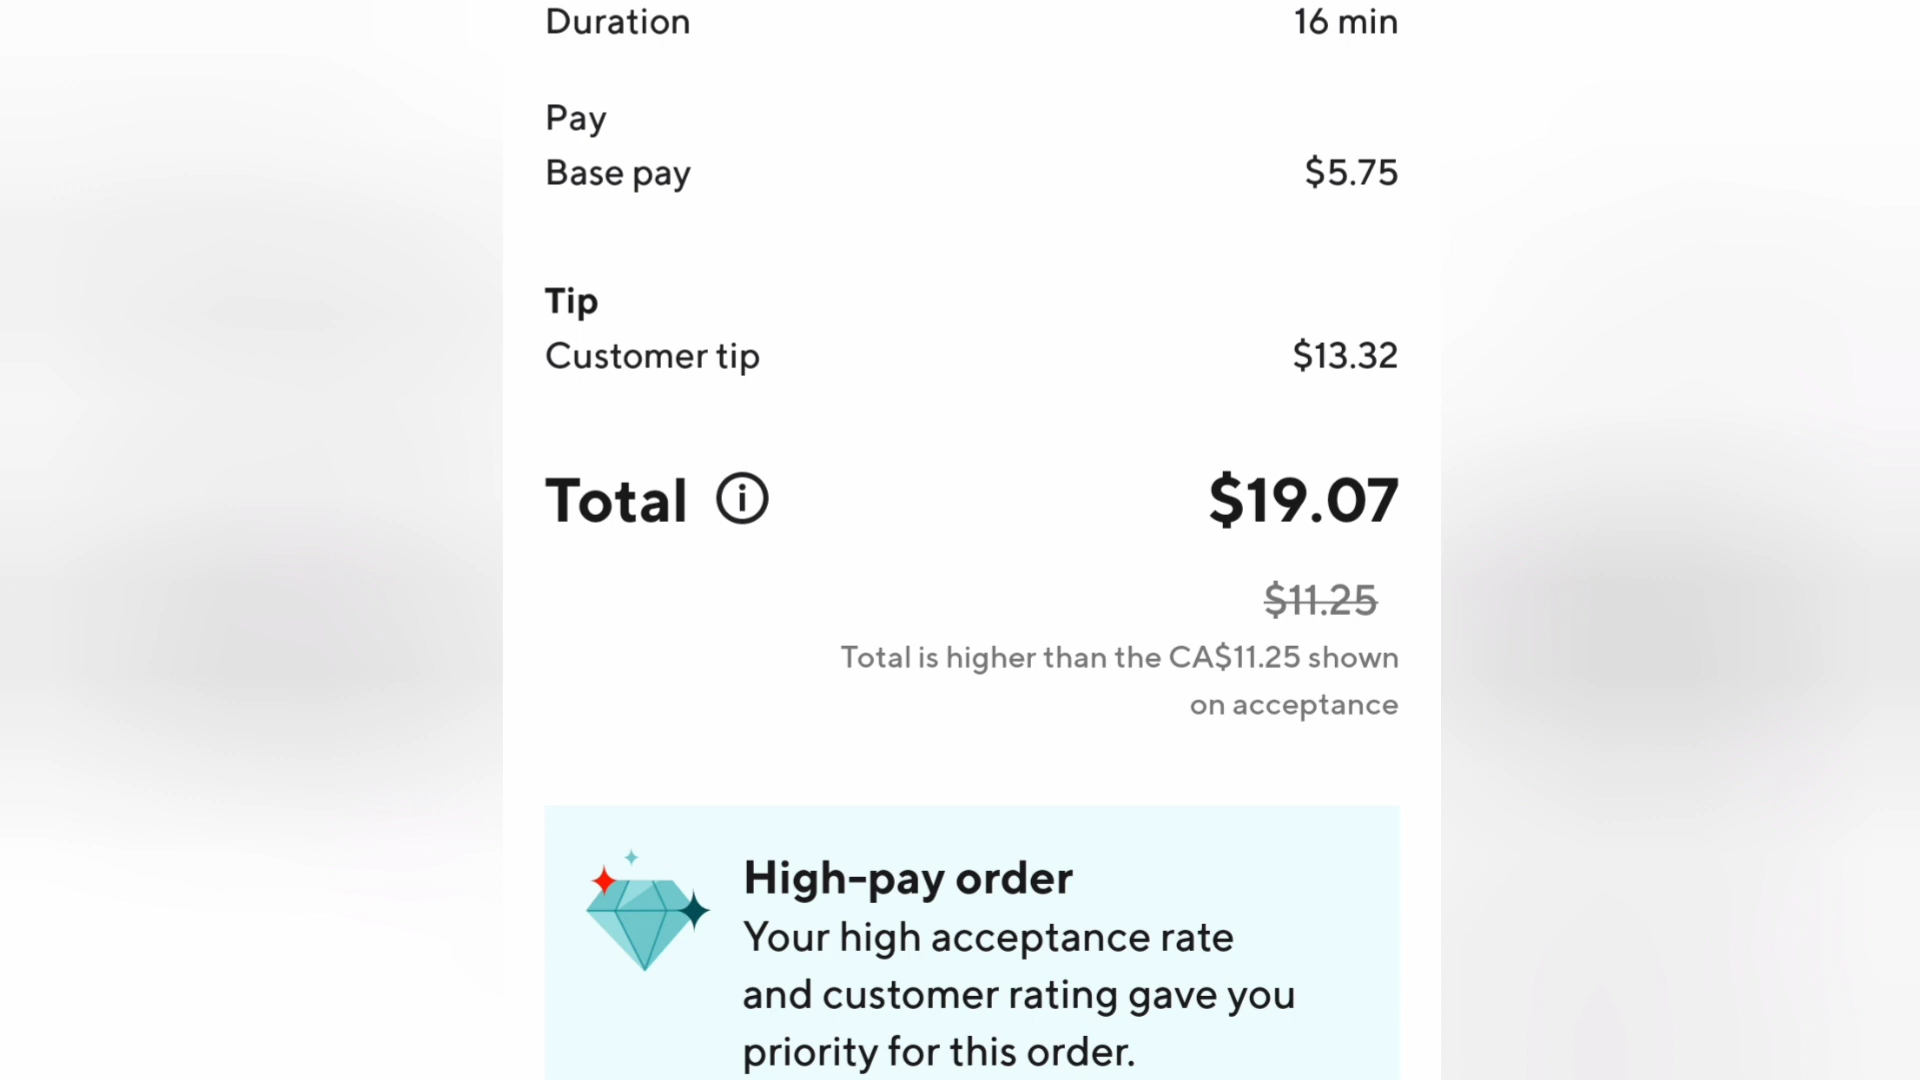 Duration 16 min
Pay
Base pay $5.75
Tip
Customer tip $13.32
Total $19.07
$11.25
Total is higher than the CA$11.25 shown
on acceptance
High-pay order
Your high acceptance rate
and customer rating gave you
priority for this order.